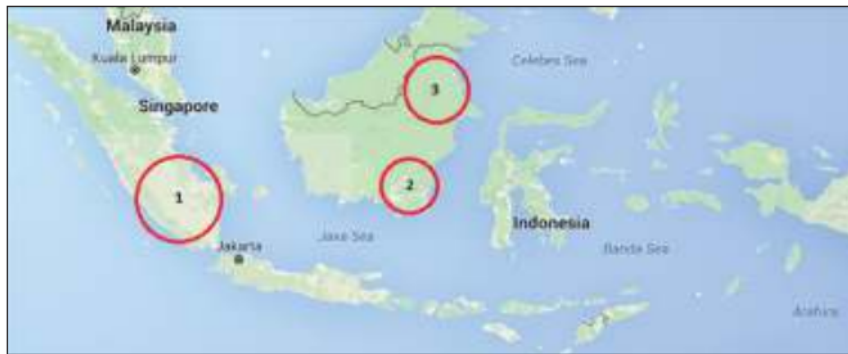 Malaysia
Kuala Lumpur
Celebes Sea
3
Singapore
1
2
Indonesia
Java Sea
Banda Sea
Jakarta
Arafura